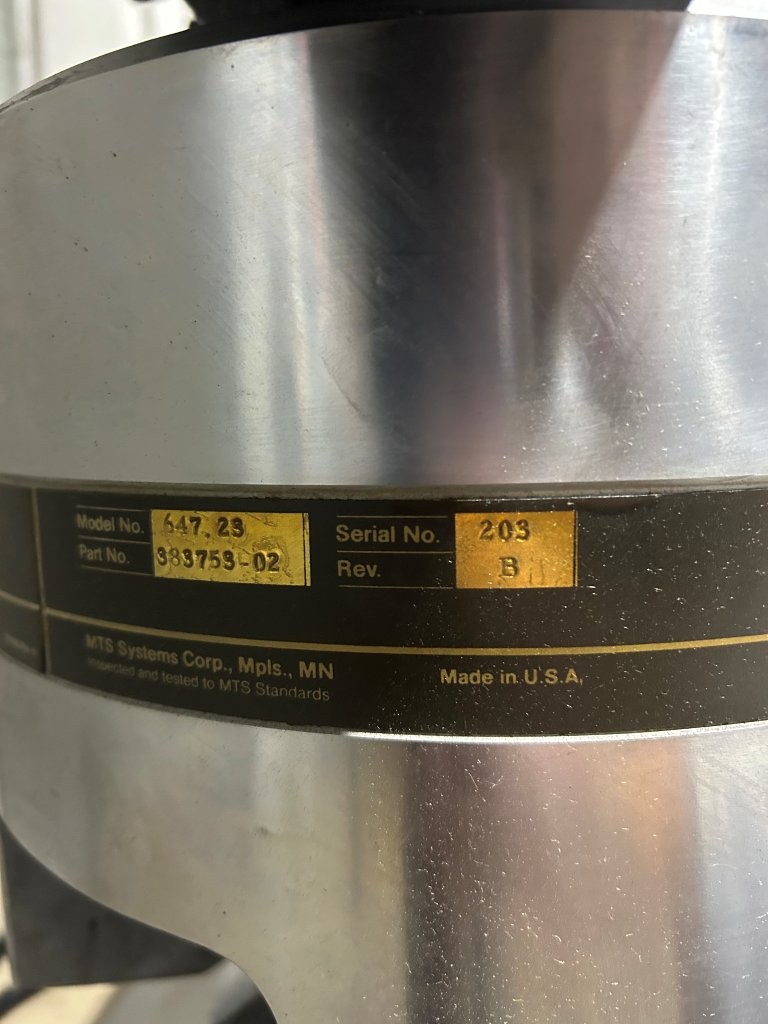 Model No. 647.23
Part No. 383753-02
Serial No. 203
Rev. B
MTS Systems Corp., Mpls., MN
Inspected and tested to MTS Standards
Made in U.S.A.